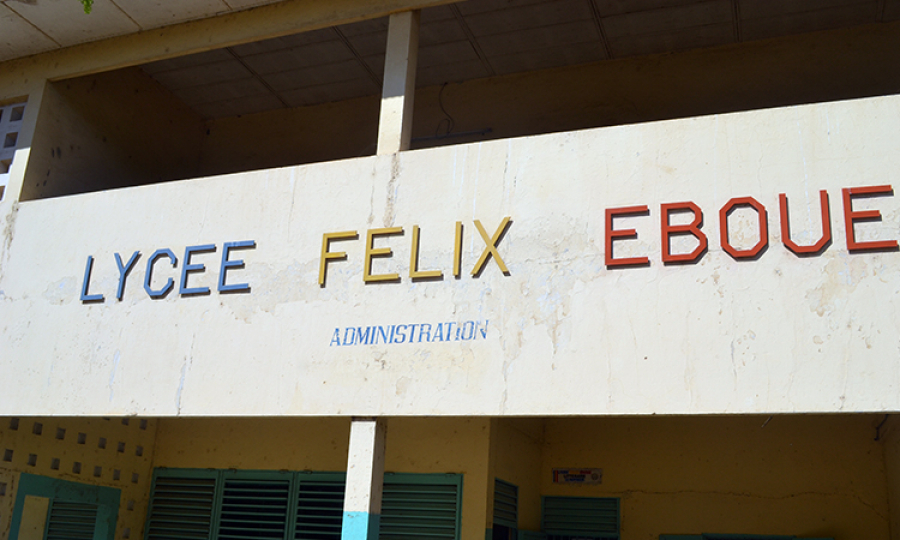 LYCEE FELIX EBOUE
ADMINISTRATION